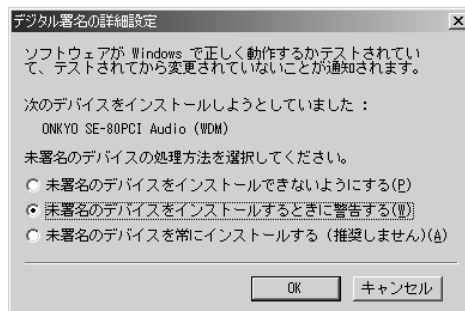 デジタル署名の詳細設定
ソフトウェアが Windows で正しく動作するかテストされてい
て、テストされてから変更されていないことが通知されます。
次のデバイスをインストールしようとしていました :
ONKYO SE-80PCI Audio (WDM)
未署名のデバイスの処理方法を選択してください。
未署名のデバイスをインストールできないようにする(P)
未署名のデバイスをインストールするときに警告する(W)
未署名のデバイスを常にインストールする (推奨しません)(A)
OK キャンセル